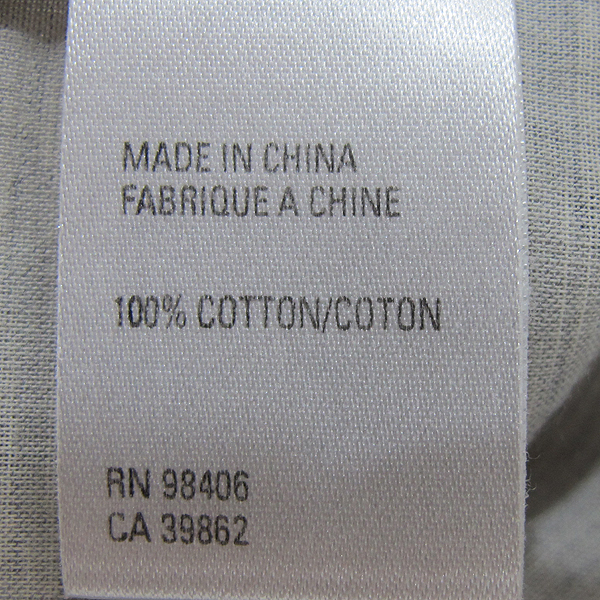 MADE IN CHINA
FABRIQUE A CHINE
100% COTTON/COTON
RN 98406
CA 39862